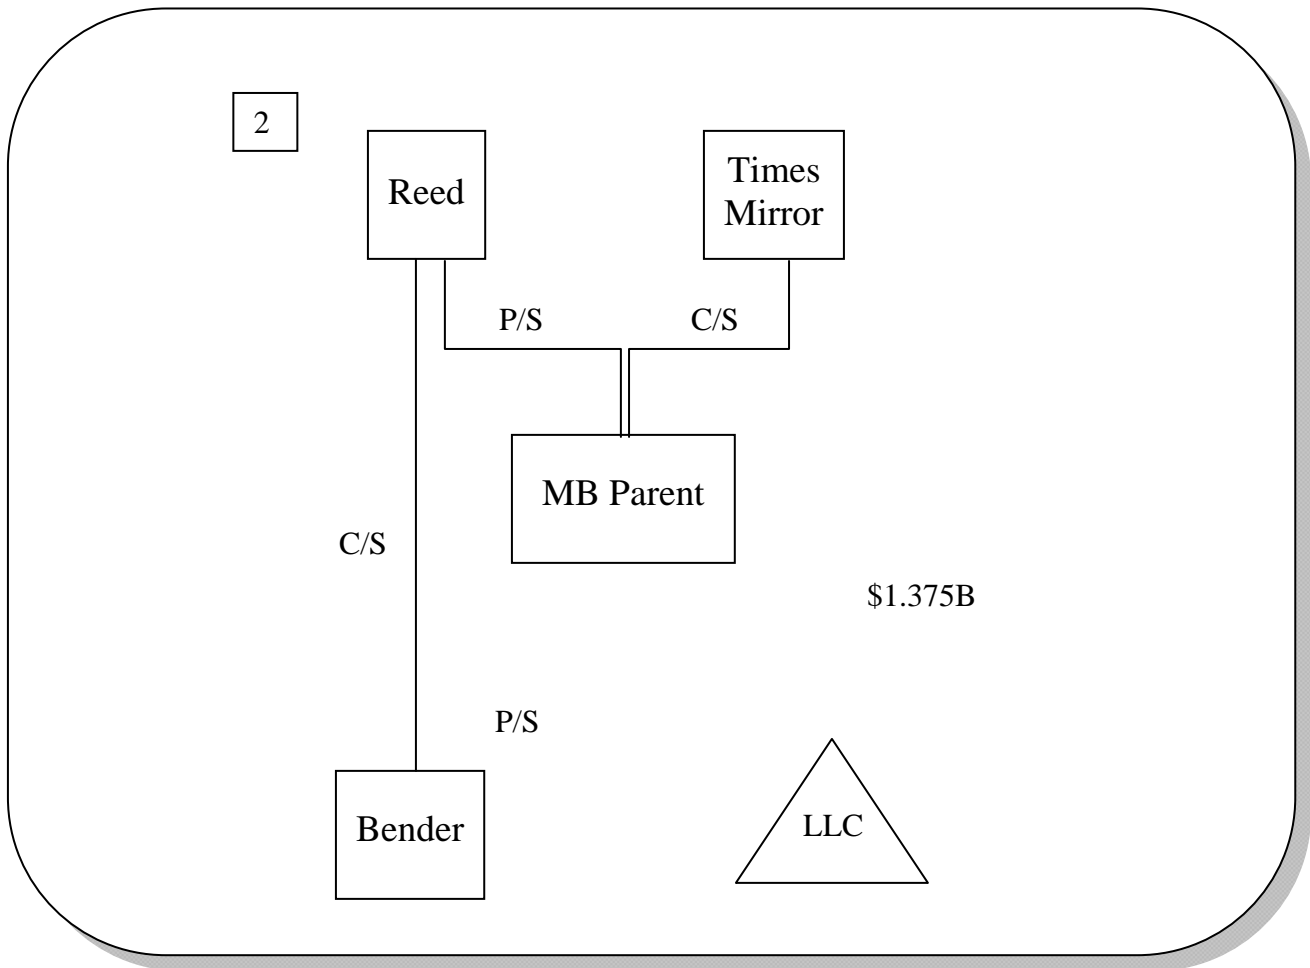 2
Reed
Times
Mirror
P/S
C/S
MB Parent
C/S
$1.375B
P/S
Bender
LLC